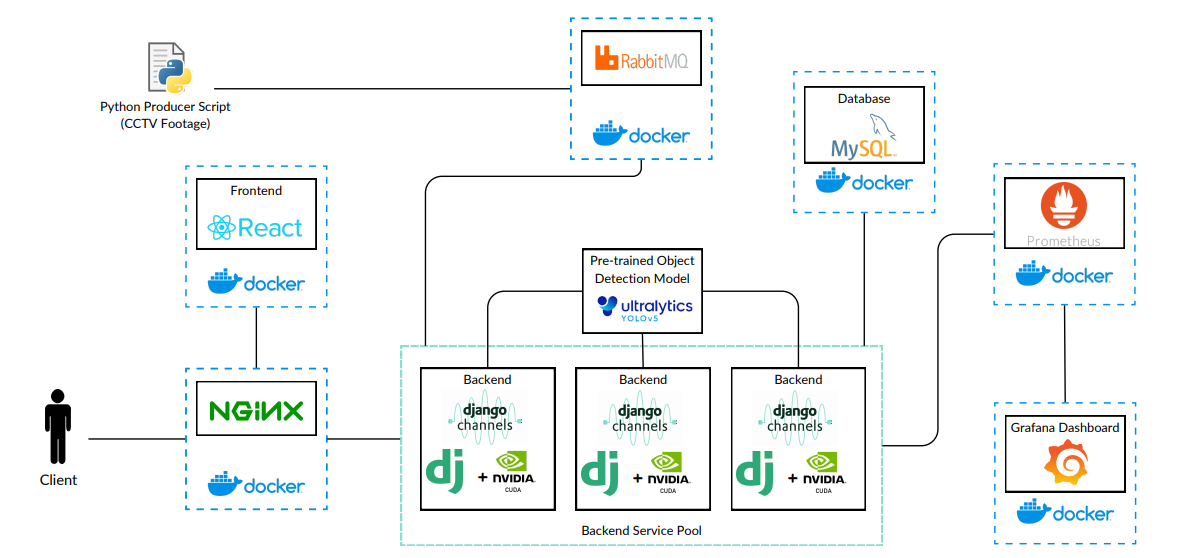 RabbitMQ
docker
Python Producer Script
(CCTV Footage)
Database
MySQL
docker
Frontend
React
docker
Prometheus
docker
Pre-trained Object
Detection Model
ultralytics
YOLOv5
NGINX
docker
Client
Backend
django
channels
dj
+
NVIDIA
CUDA
Backend
django
channels
dj
+
NVIDIA
CUDA
Backend
django
channels
dj
+
NVIDIA
CUDA
Backend Service Pool
Grafana Dashboard
docker